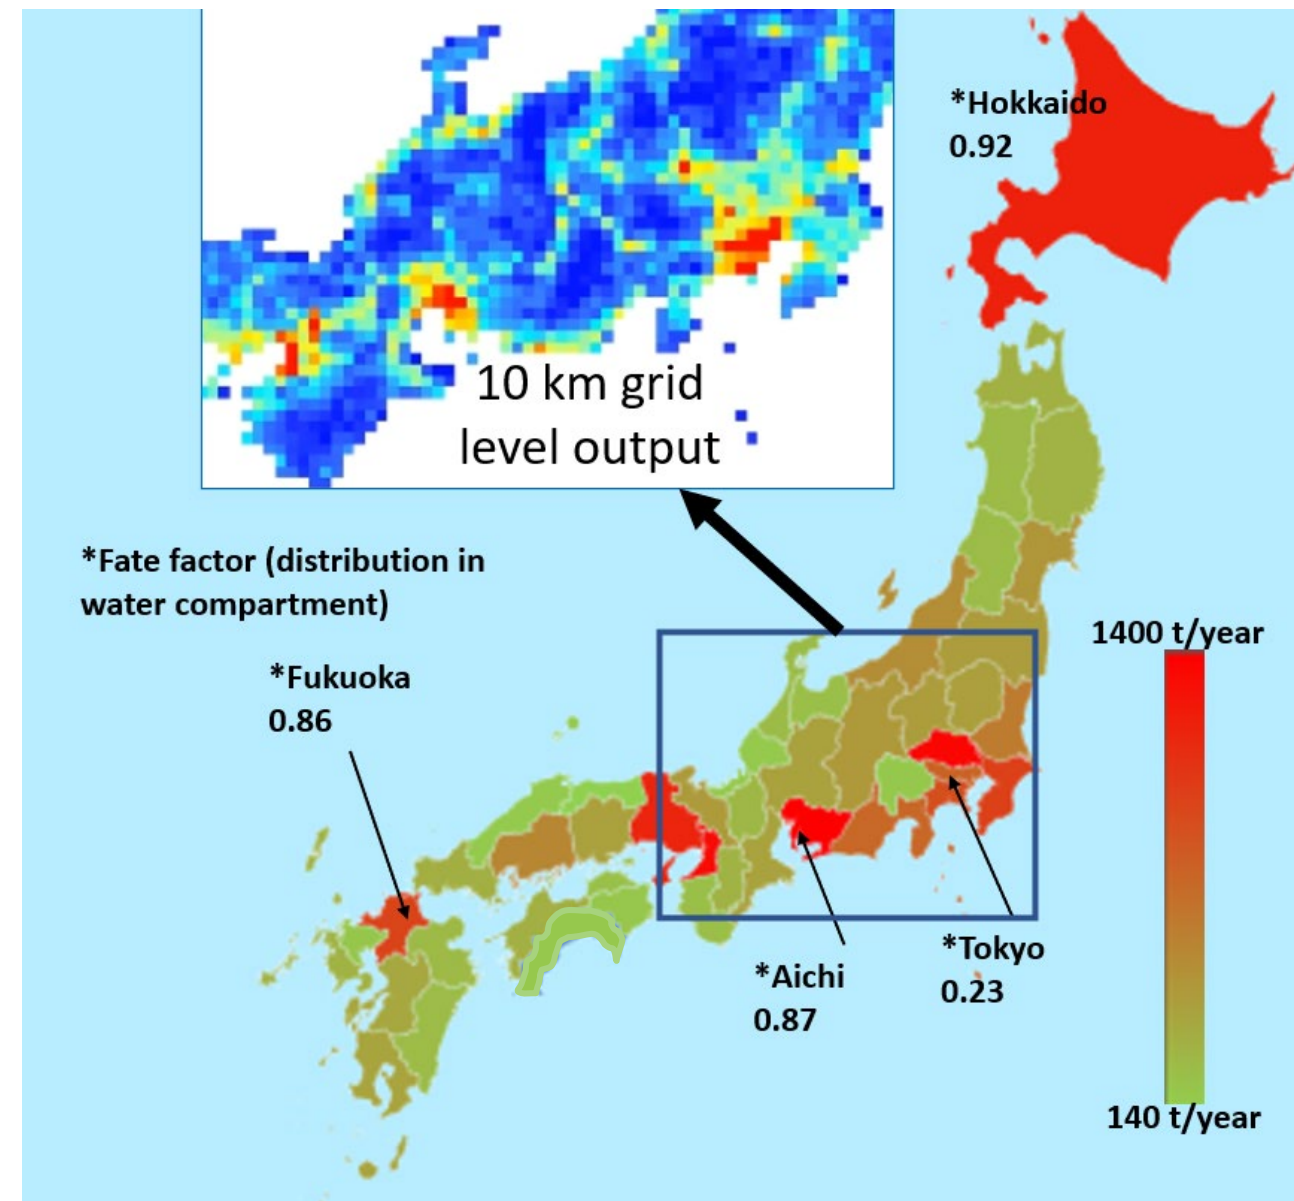 *Hokkaido
0.92
10 km grid
level output
*Fate factor (distribution in
water compartment)
1400 t/year
*Fukuoka
0.86
*Tokyo
0.23
*Aichi
0.87
140 t/year